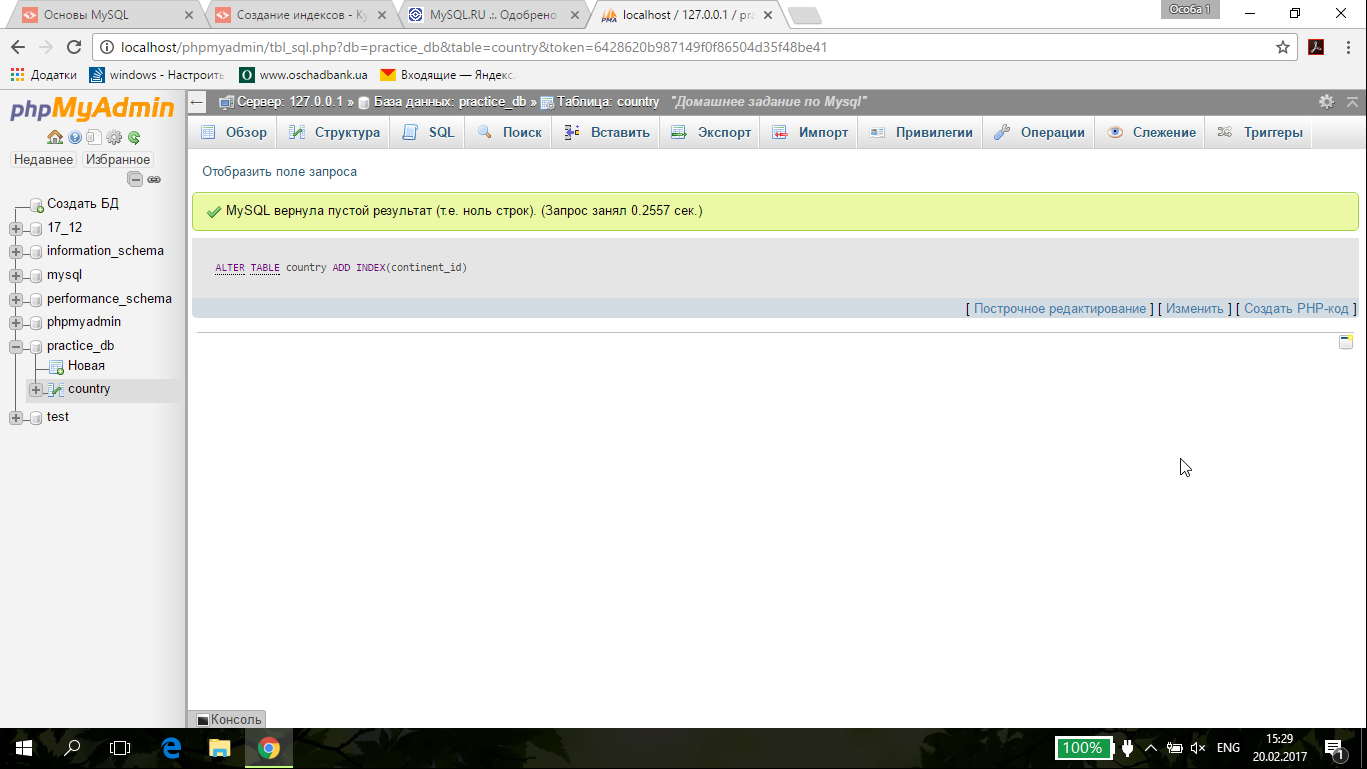 Основы MySQL
Создание индексов - Ку
MySQL.RU .:. Одобрено
localhost / 127.0.0.1 / pra
Особа 1
localhost/phpmyadmin/tbl_sql.php?db=practice_db&table=country&token=6428620b987149f0f86504d35f48be41
Додатки
windows - Настроить
www.oschadbank.ua
Входящие — Яндекс.
phpMyAdmin
Недавнее
Избранное
Создать БД
17_12
information_schema
mysql
performance_schema
phpmyadmin
practice_db
Новая
country
test
Сервер: 127.0.0.1 » База данных: practice_db » Таблица: country "Домашнее задание по Mysql"
Обзор
Структура
SQL
Поиск
Вставить
Экспорт
Импорт
Привилегии
Операции
Слежение
Триггеры
Отобразить поле запроса
MySQL вернула пустой результат (т.е. ноль строк). (Запрос занял 0.2557 сек.)
ALTER TABLE country ADD INDEX(continent_id)
[ Построчное редактирование ] [ Изменить ] [ Создать PHP-код ]
Консоль
100%
ENG
15:29
20.02.2017
1